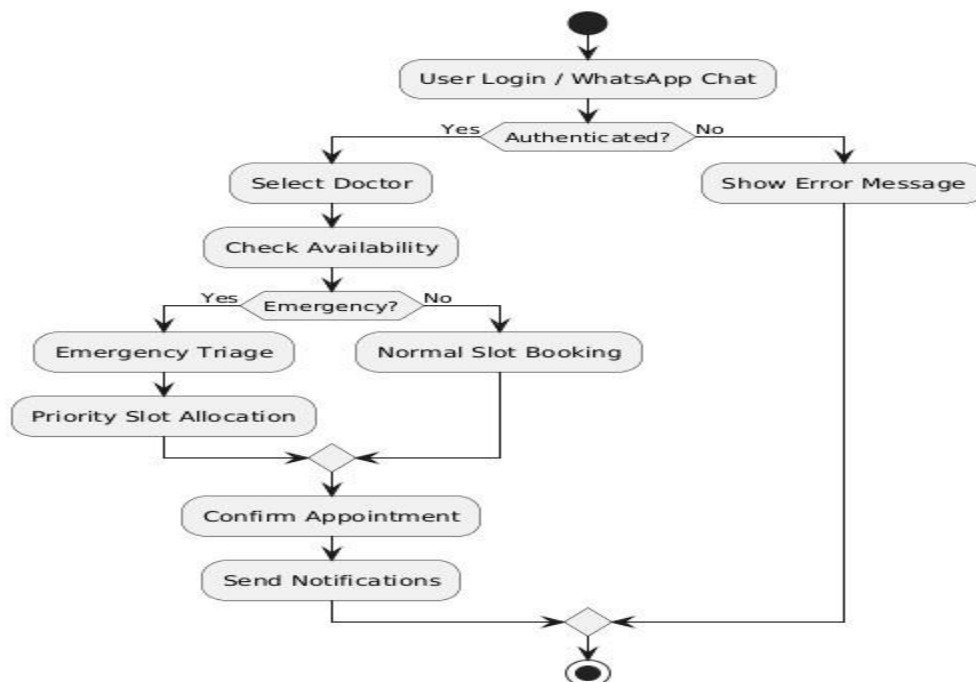 User Login / WhatsApp Chat
Yes
Authenticated?
No
Select Doctor
Show Error Message
Check Availability
Yes
Emergency?
No
Emergency Triage
Normal Slot Booking
Priority Slot Allocation
Confirm Appointment
Send Notifications